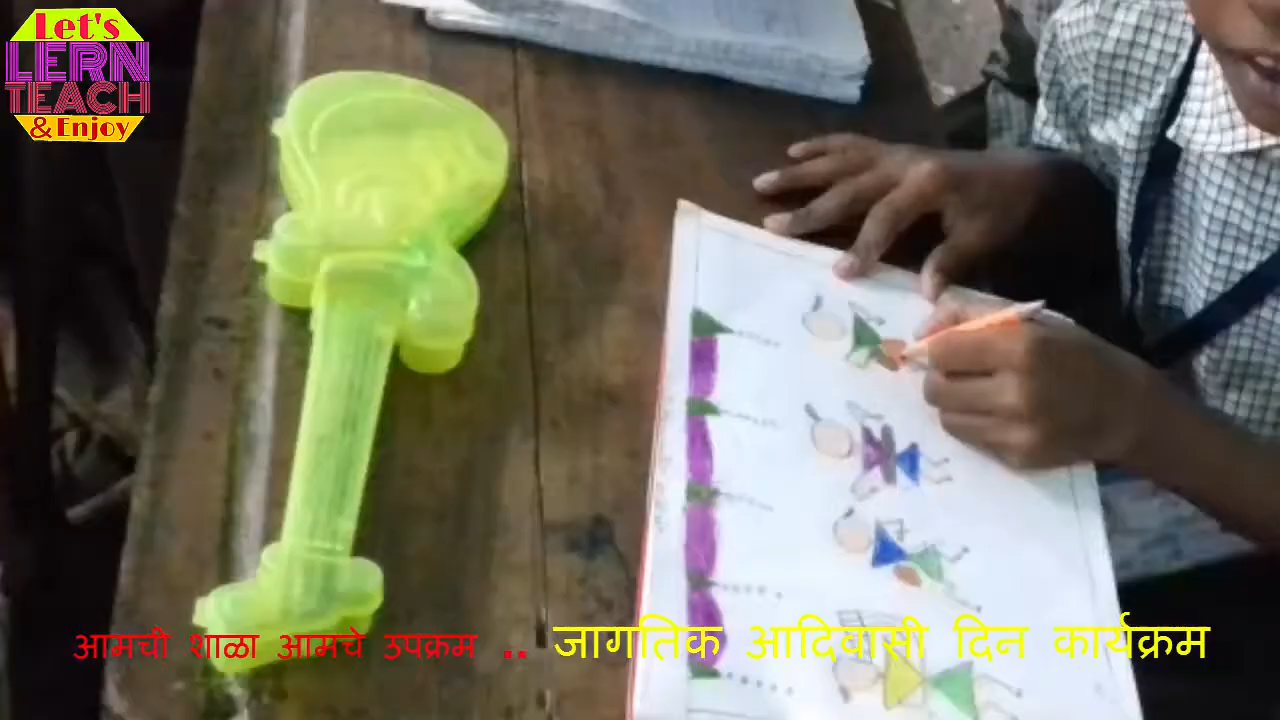 Let's
LERN
TEACH
& Enjoy
आमची शाळा आमचे उपक्रम .. जागतिक आदिवासी दिन कार्यक्रम